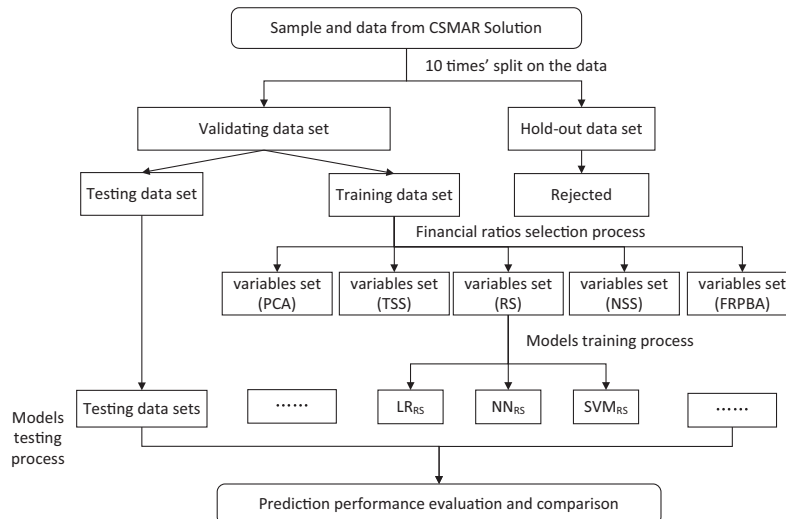 Sample and data from CSMAR Solution
10 times’ split on the data
Validating data set
Hold-out data set
Testing data set
Training data set
Rejected
Financial ratios selection process
variables set
(PCA)
variables set
(TSS)
variables set
(RS)
variables set
(NSS)
variables set
(FRPBA)
Models training process
Testing data sets
……
LRRS
NNRS
SVMRS
……
Models
testing
process
Prediction performance evaluation and comparison